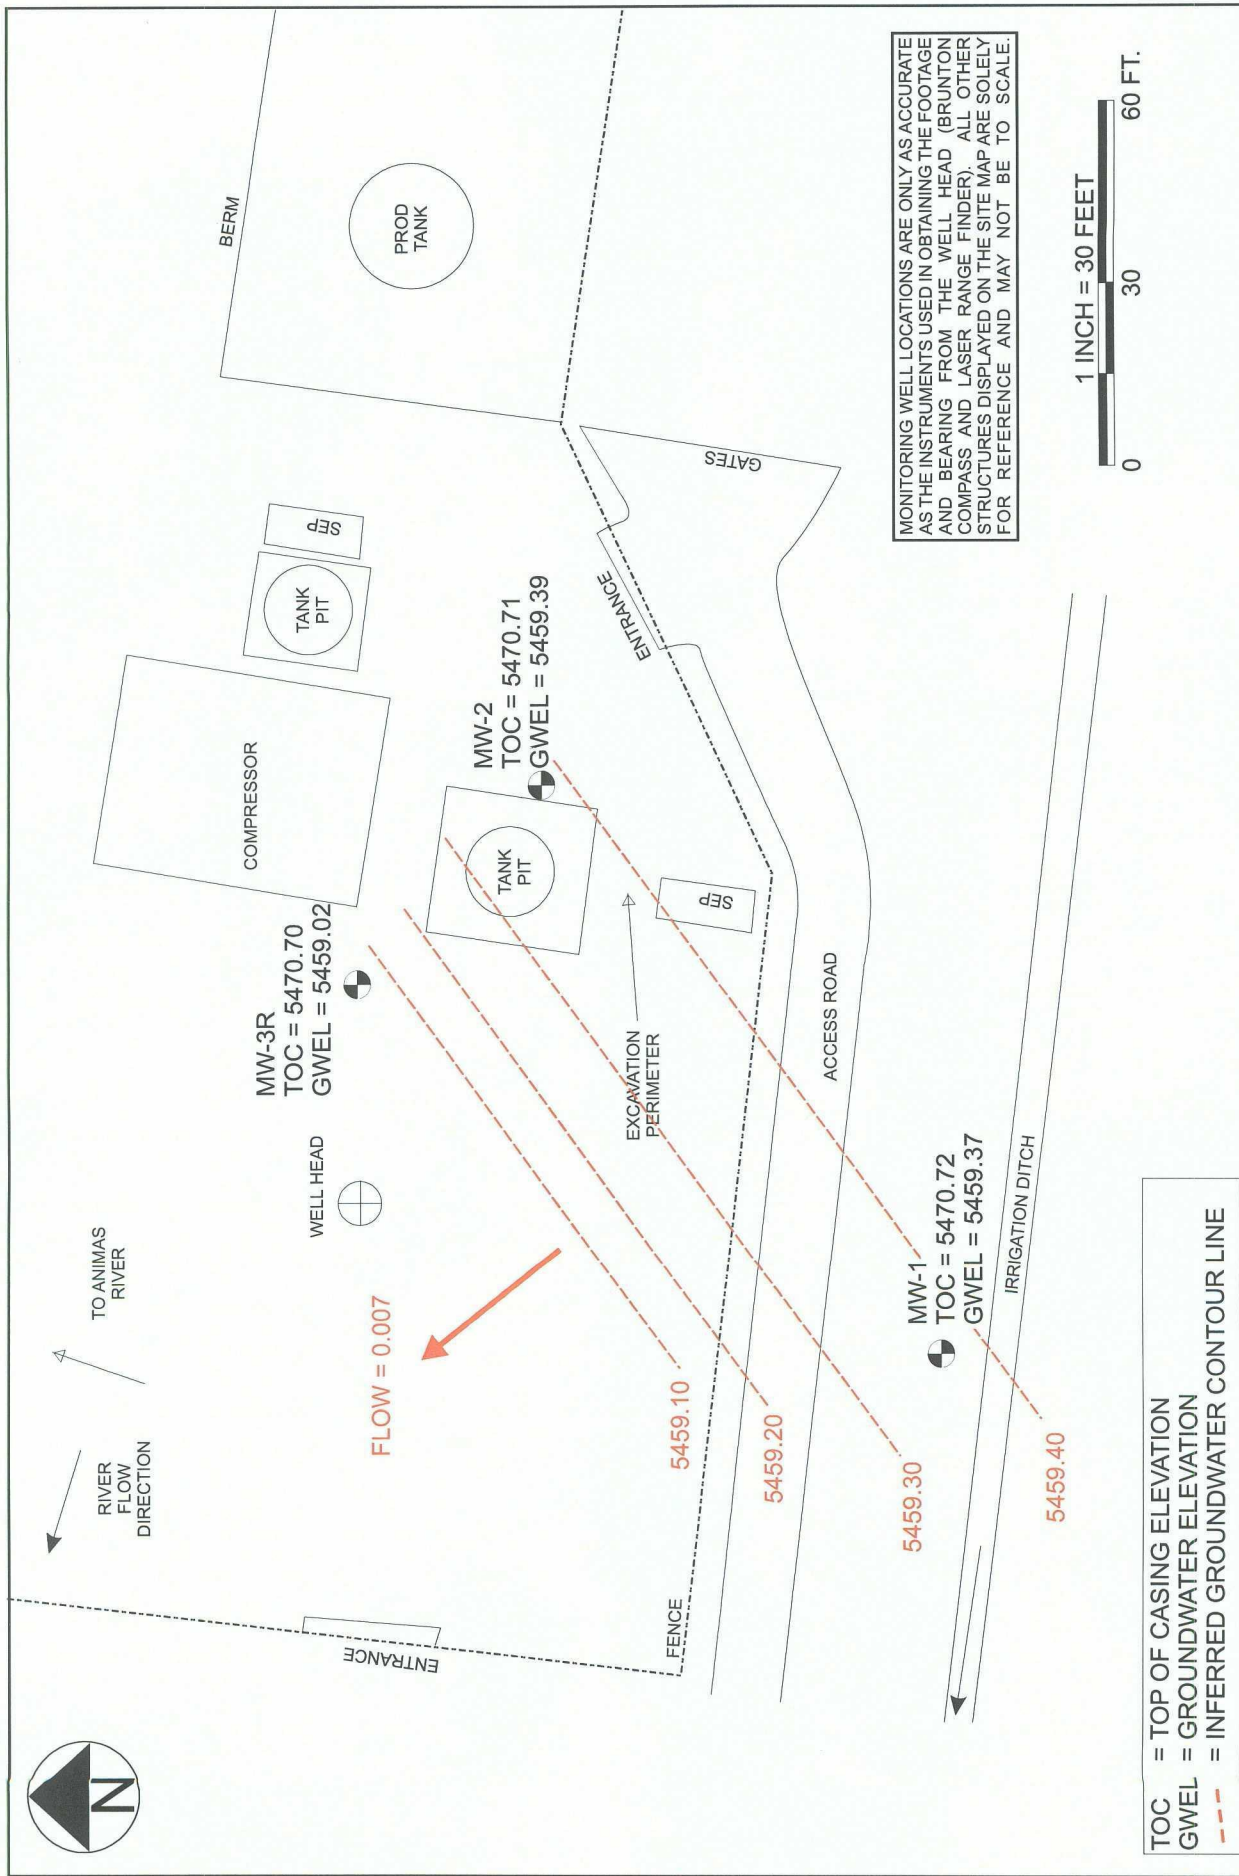 N
RIVER
FLOW
DIRECTION
TO ANIMAS
RIVER
BERM
PROD
TANK
SEP
TANK
PIT
COMPRESSOR
MW-3R
TOC = 5470.70
GWEL = 5459.02
WELL HEAD
FLOW = 0.007
ENTRANCE
MW-2
TOC = 5470.71
GWEL = 5459.39
TANK
PIT
EXCAVATION
PERIMETER
SEP
ENTRANCE
GATES
FENCE
ACCESS ROAD
5459.10
5459.20
5459.30
5459.40
MW-1
TOC = 5470.72
GWEL = 5459.37
IRRIGATION DITCH
MONITORING WELL LOCATIONS ARE ONLY AS ACCURATE
AS THE INSTRUMENTS USED IN OBTAINING THE FOOTAGE
AND BEARING FROM THE WELL HEAD (BRUNTON
COMPASS AND LASER RANGE FINDER). ALL OTHER
STRUCTURES DISPLAYED ON THE SITE MAP ARE SOLELY
FOR REFERENCE AND MAY NOT BE TO SCALE.
1 INCH = 30 FEET
0 30 60 FT.
TOC = TOP OF CASING ELEVATION
GWEL = GROUNDWATER ELEVATION
--- = INFERRED GROUNDWATER CONTOUR LINE